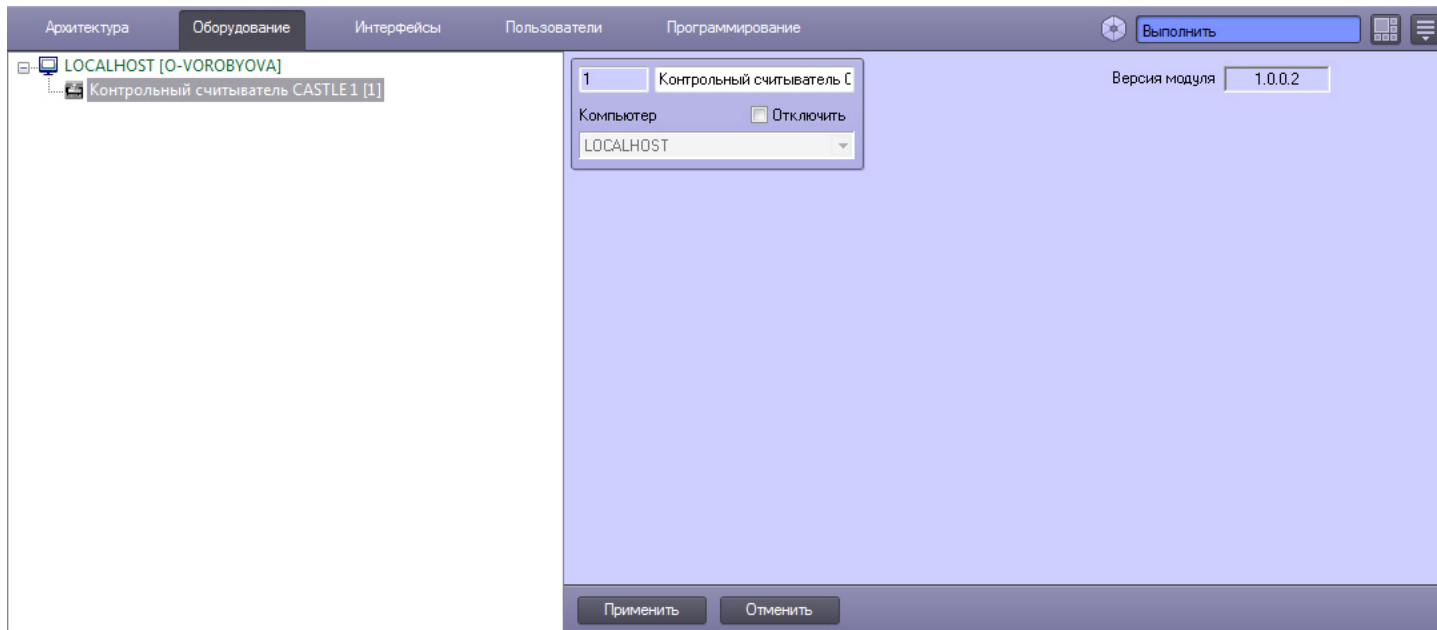 Архитектура Оборудование Интерфейсы Пользователи Программирование Выполнить
LOCALHOST [O-VOROBYOVA]
Контрольный считыватель CASTLE 1 [1]
1 Контрольный считыватель C
Версия модуля 1.0.0.2
Компьютер Отключить
LOCALHOST
Применить Отменить